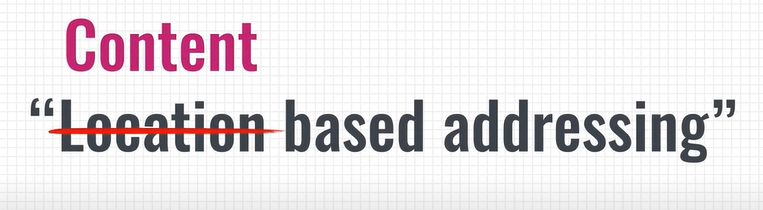 Content
“Location based addressing”